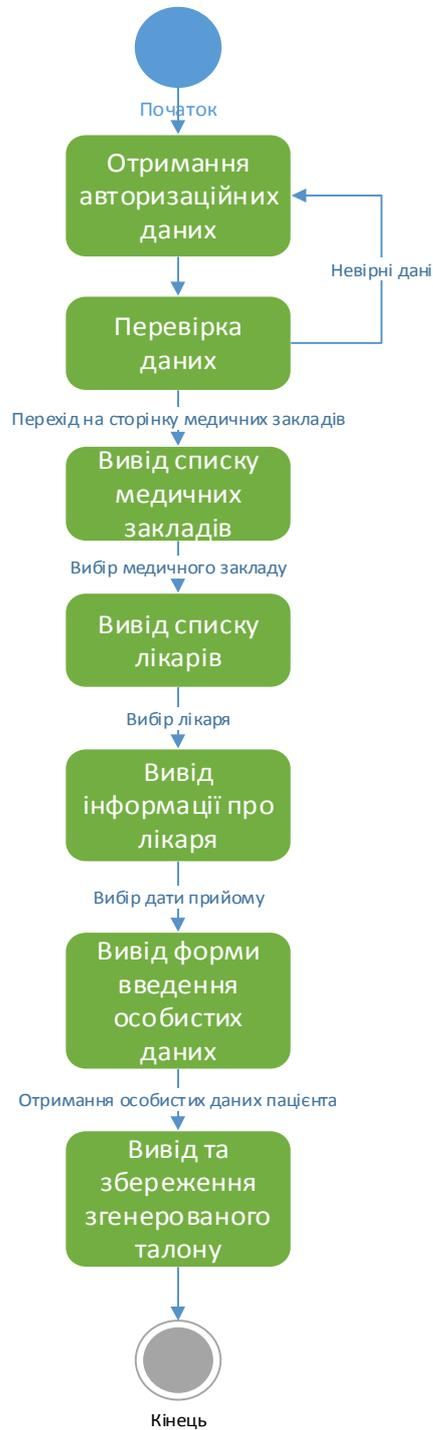 Початок
Отримання
авторизаційних
даних
Невірні дані
Перевірка
даних
Перехід на сторінку медичних закладів
Вивід списку
медичних
закладів
Вибір медичного закладу
Вивід списку
лікарів
Вибір лікаря
Вивід
інформації про
лікаря
Вибір дати прийому
Вивід форми
введення
особистих
даних
Отримання особистих даних пацієнта
Вивід та
збереження
згенерованого
талону
Кінець